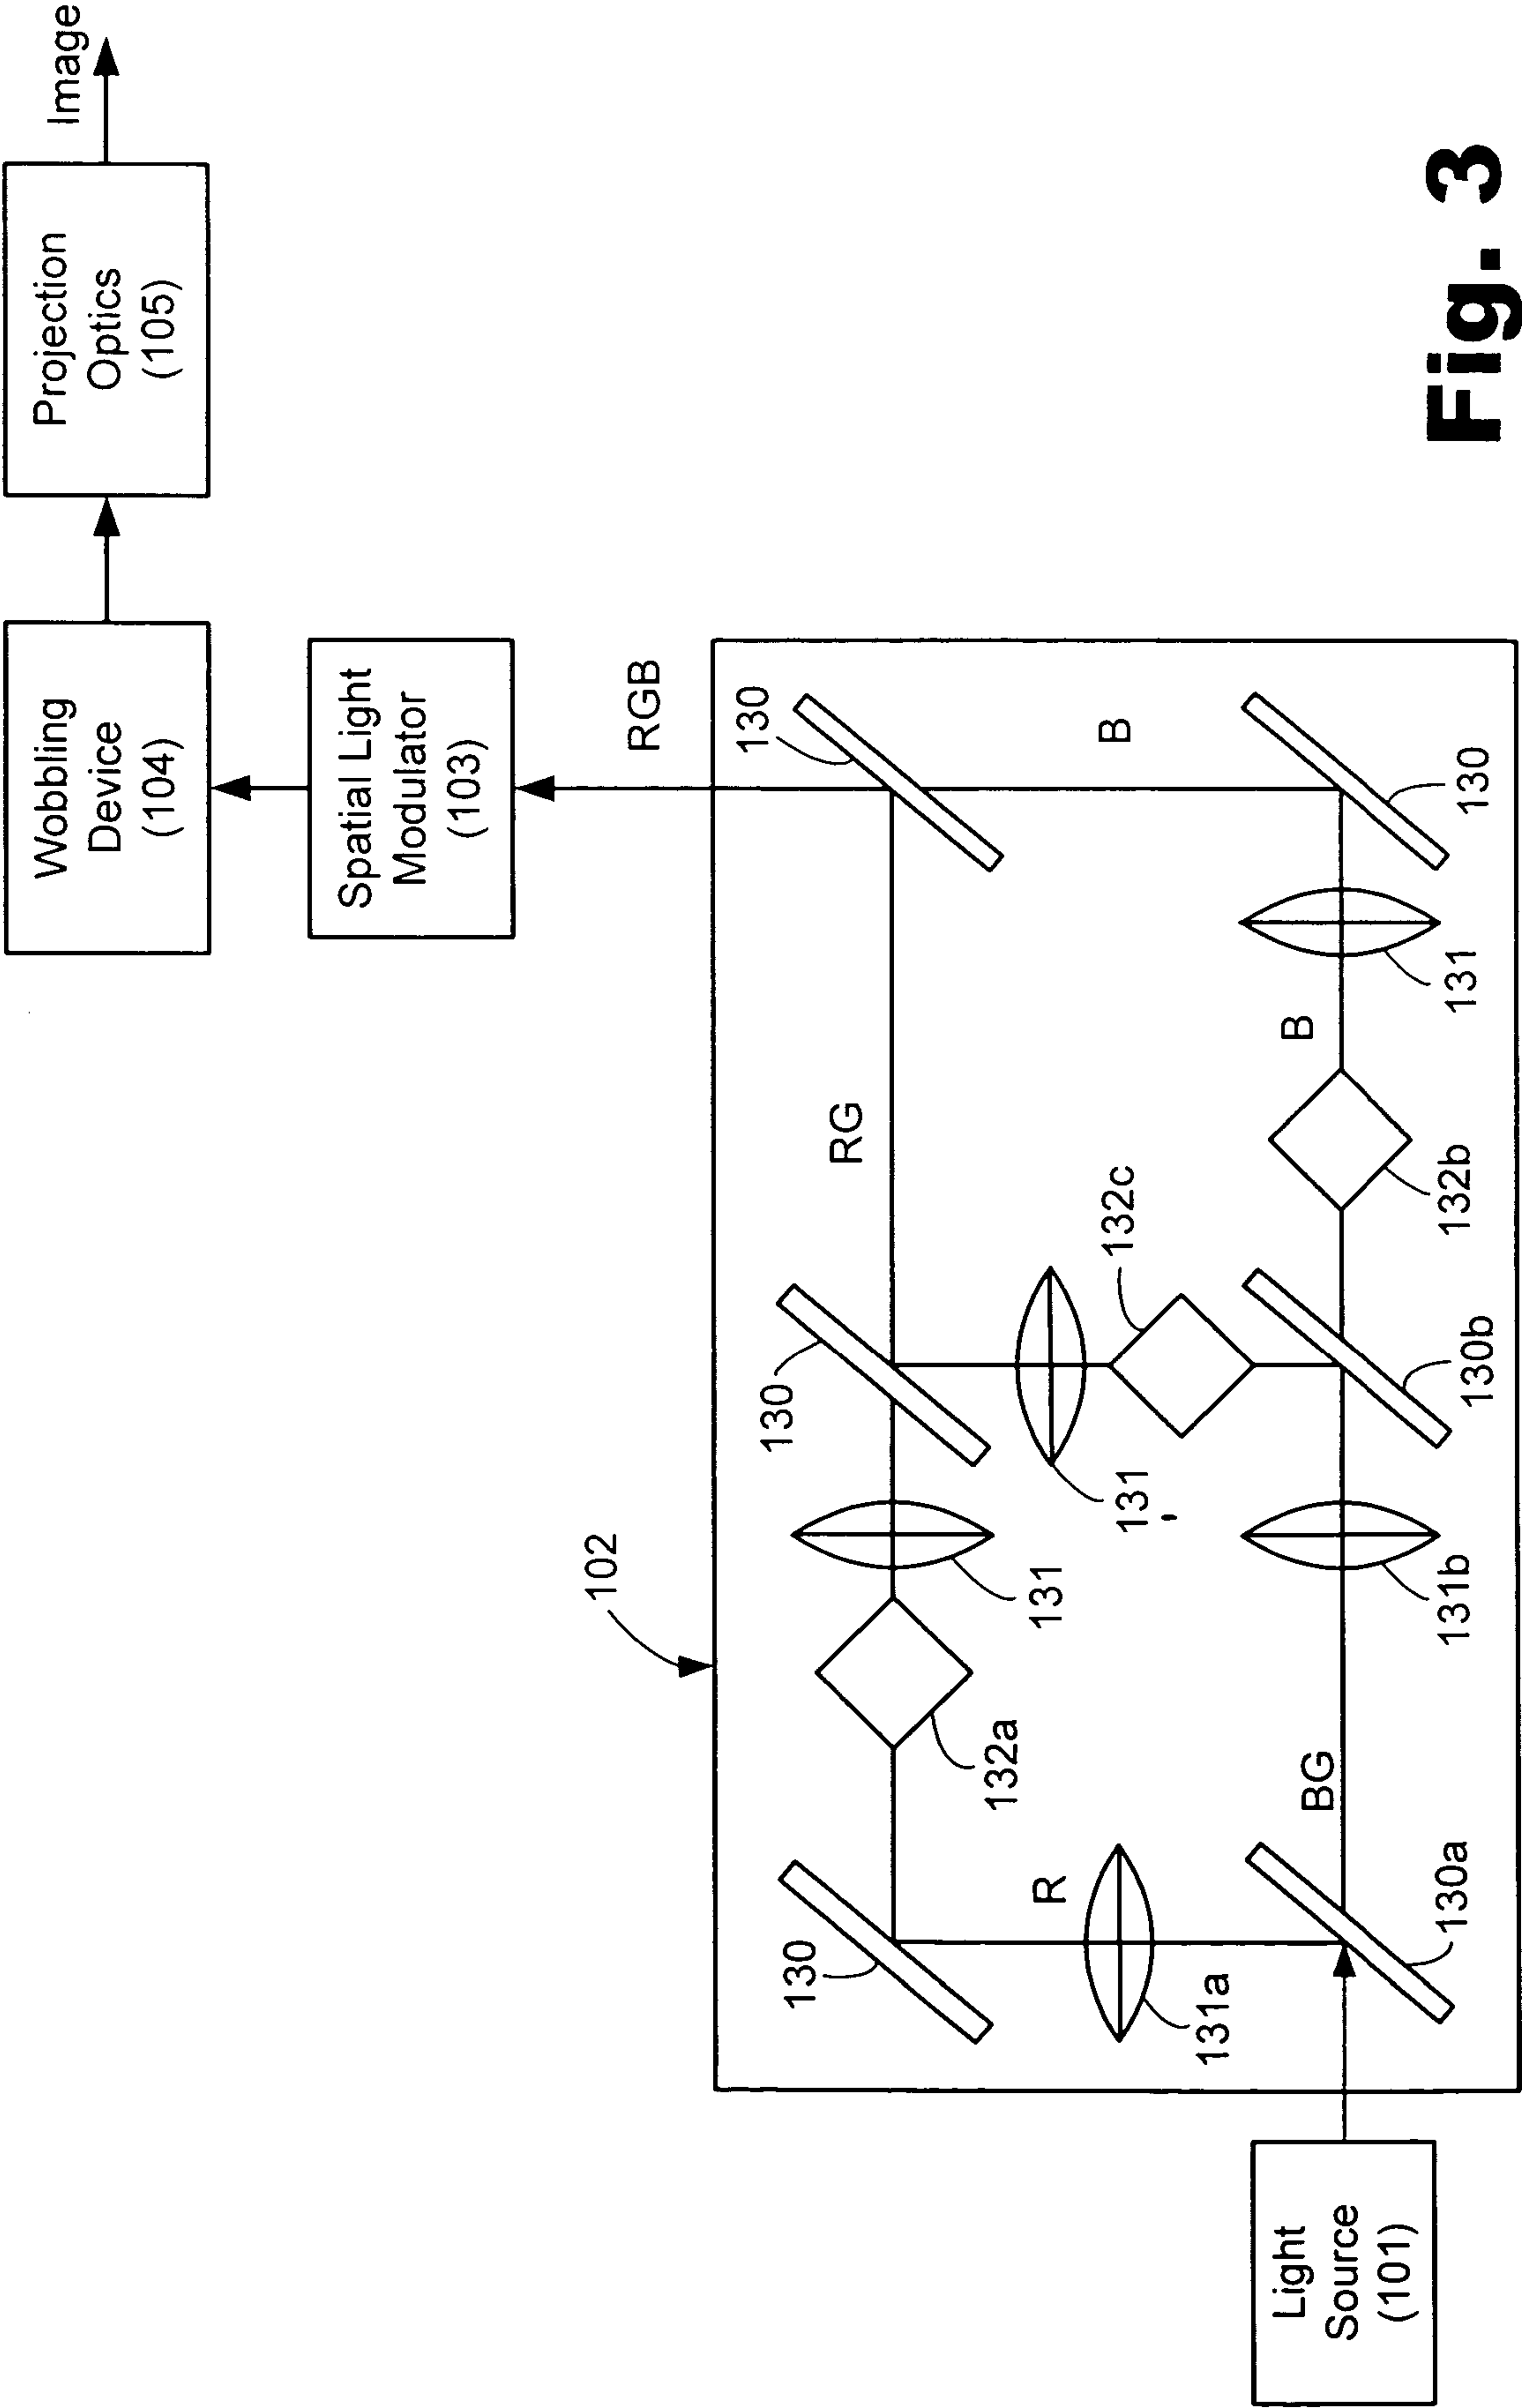 Image
Projection
Optics
(105)
Wobbling
Device
(104)
Spatial Light
Modulator
(103)
RGB
102
130
130
130
132a
131
RG
R
131a
131
132c
B
B
BG
130a
131b
130b
132b
131
130
Light
Source
(101)
Fig. 3